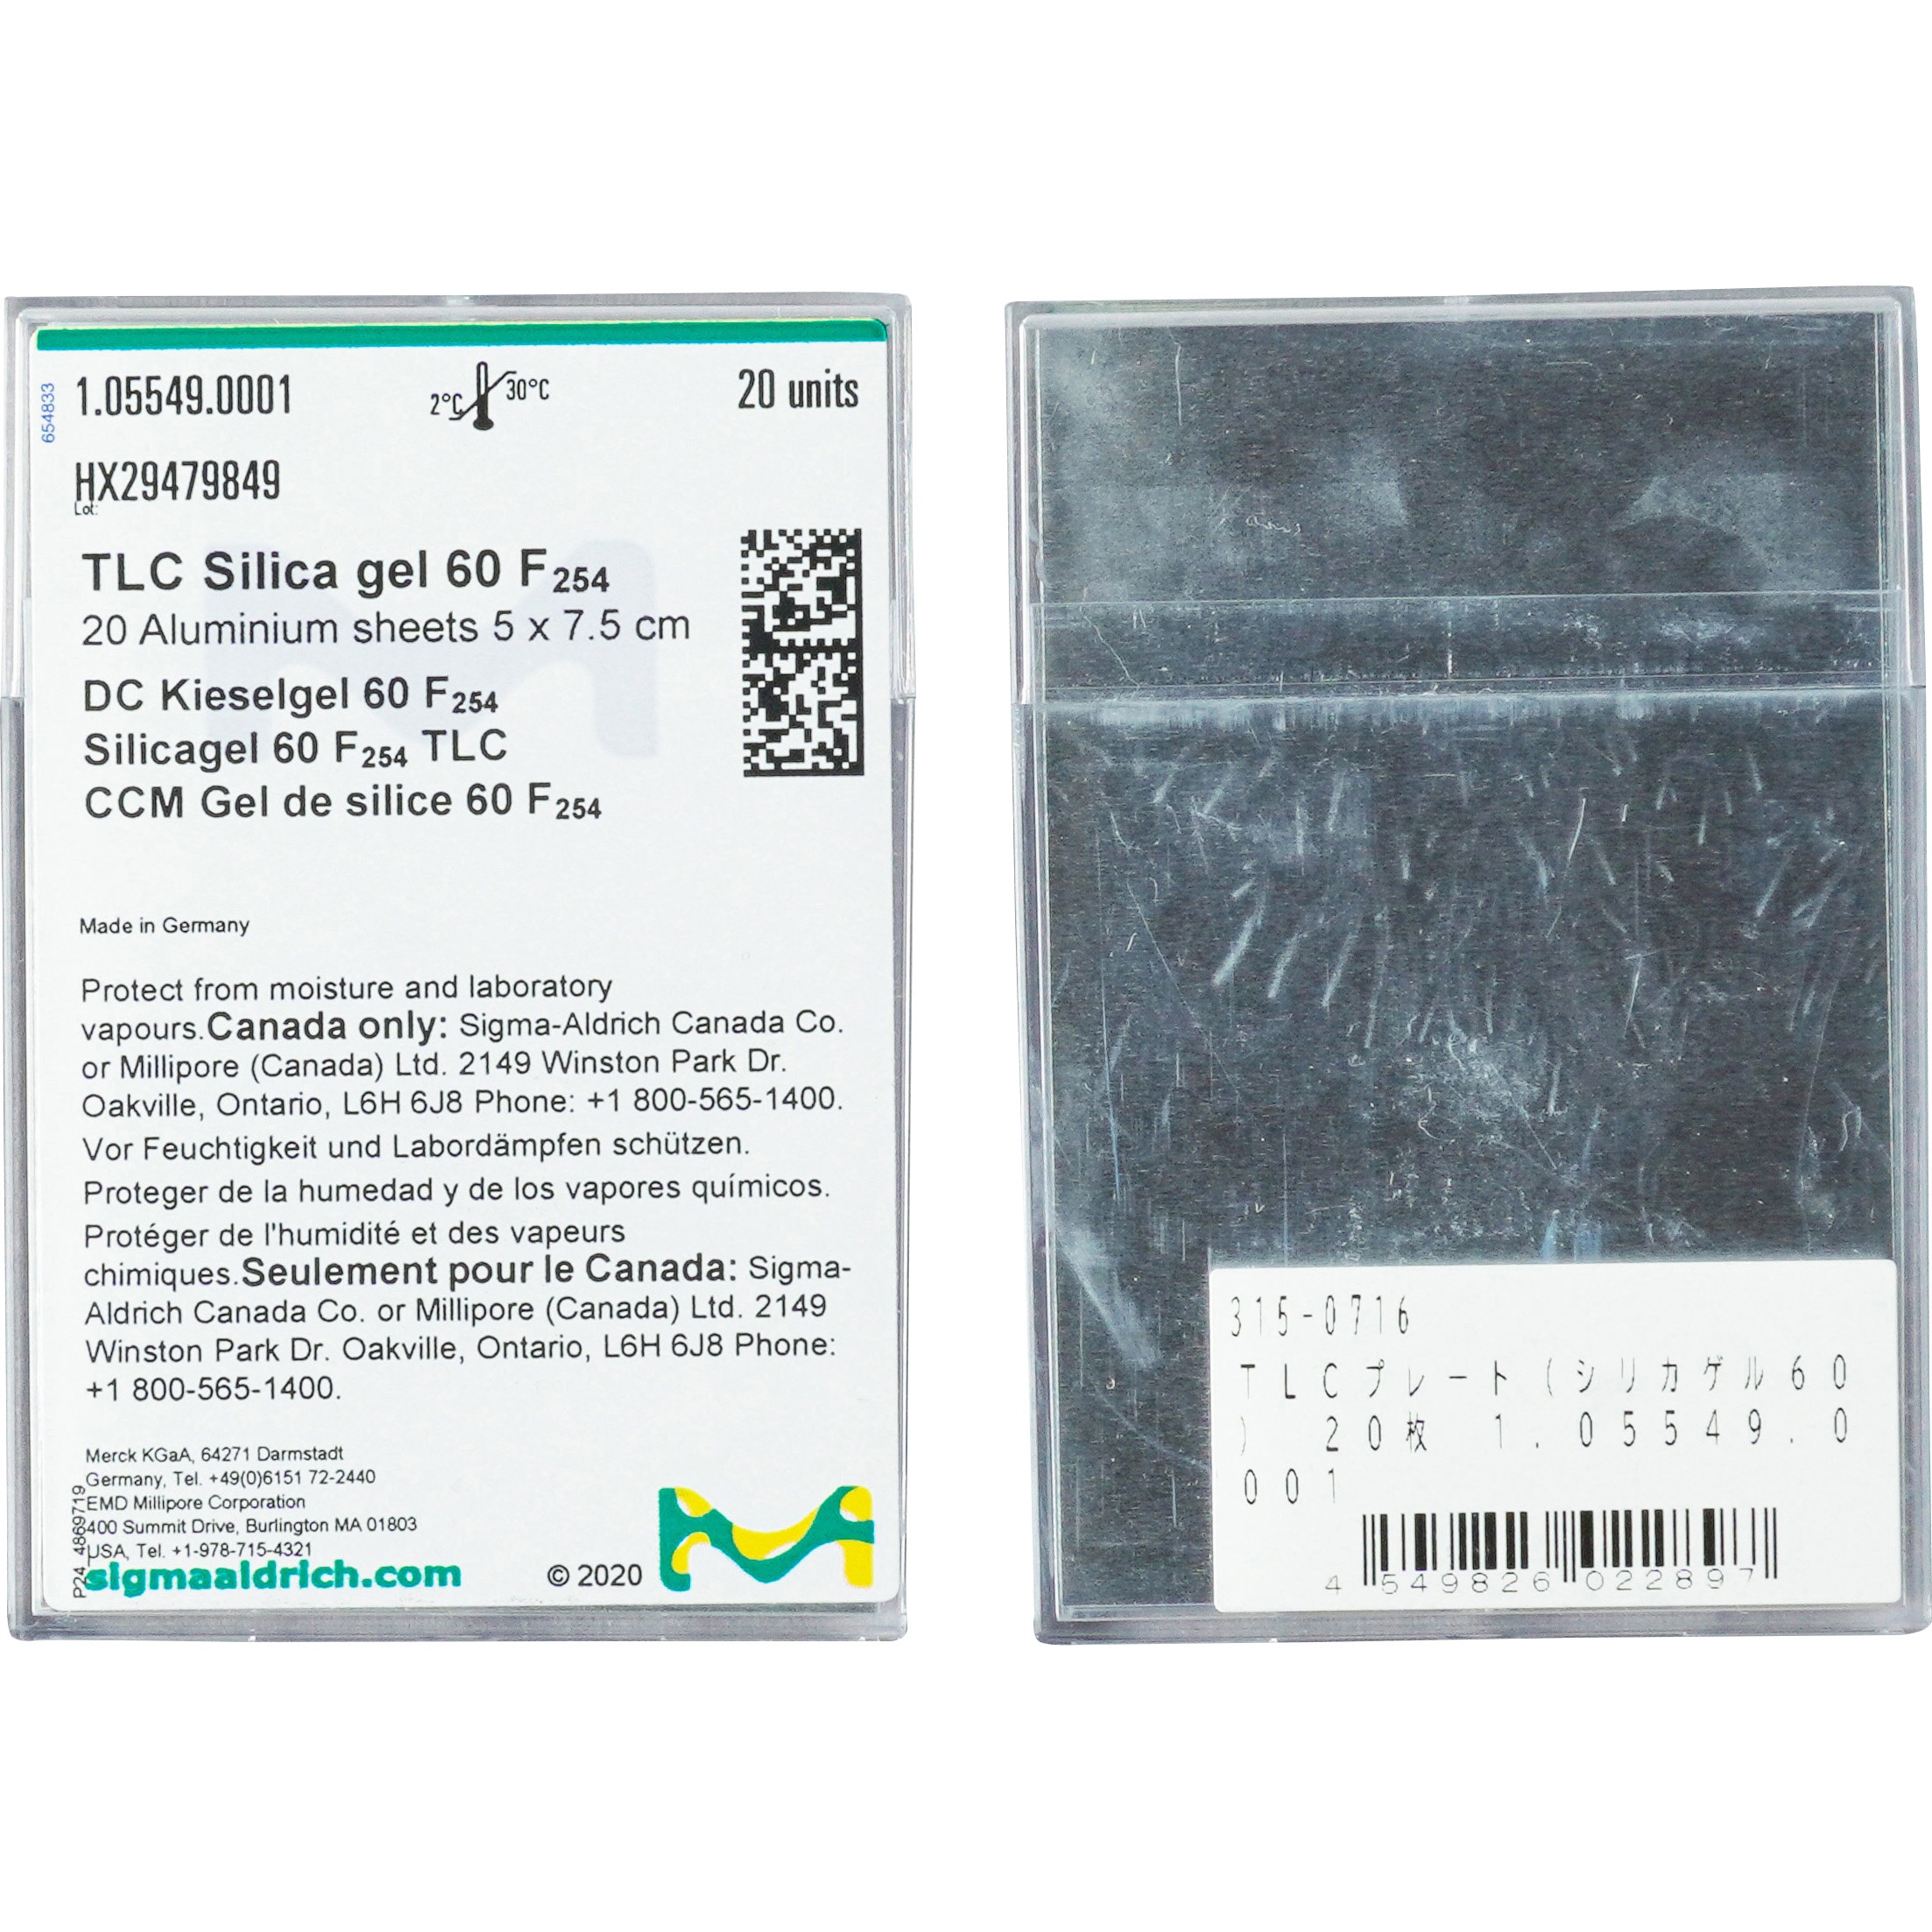 654833
1.05549.0001
2°C 30°C
20 units
HX29479849
Lot:
TLC Silica gel 60 F254
20 Aluminium sheets 5 x 7.5 cm
DC Kieselgel 60 F254
Silicagel 60 F254 TLC
CCM Gel de silice 60 F254
Made in Germany
Protect from moisture and laboratory
vapours.Canada only: Sigma-Aldrich Canada Co.
or Millipore (Canada) Ltd. 2149 Winston Park Dr.
Oakville, Ontario, L6H 6J8 Phone: +1 800-565-1400.
Vor Feuchtigkeit und Labordämpfen schützen.
Proteger de la humedad y de los vapores químicos.
Protéger de l'humidité et des vapeurs
chimiques.Seulement pour le Canada: Sigma-
Aldrich Canada Co. or Millipore (Canada) Ltd. 2149
Winston Park Dr. Oakville, Ontario, L6H 6J8 Phone:
+1 800-565-1400.
Merck KGaA, 64271 Darmstadt
Germany, Tel. +49(0)6151 72-2440
EMD Millipore Corporation
400 Summit Drive, Burlington MA 01803
USA, Tel. +1-978-715-4321
P24 4869719
sigmaaldrich.com
© 2020
315-0716
TLCプレート(シリカゲル60
) 20枚 1.05549.0
001
4 549826 022897